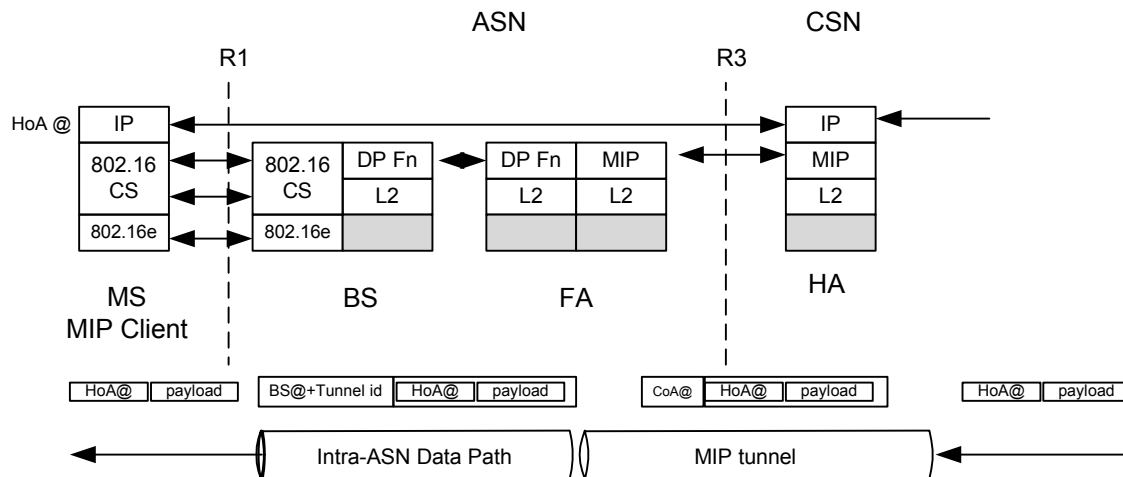 ASN
CSN
R1
R3
HoA @
IP
IP
802.16
CS
802.16
CS
DP Fn
DP Fn
MIP
MIP
L2
L2
L2
L2
802.16e
802.16e
MS
MIP Client
BS
FA
HA
HoA@
payload
BS@+Tunnel id
HoA@
payload
CoA@
HoA@
payload
HoA@
payload
Intra-ASN Data Path
MIP tunnel